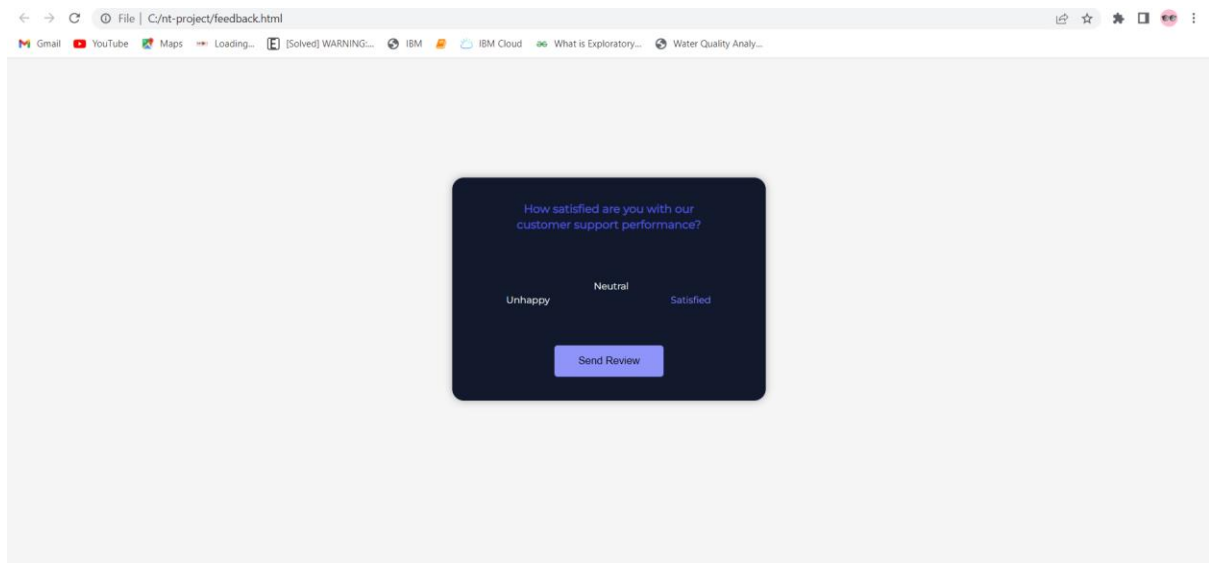 File | C:/nt-project/feedback.html
Gmail YouTube Maps Loading... [Solved] WARNING:... IBM IBM Cloud What is Exploratory... Water Quality Analy...
How satisfied are you with our
customer support performance?
Neutral
Unhappy Satisfied
Send Review